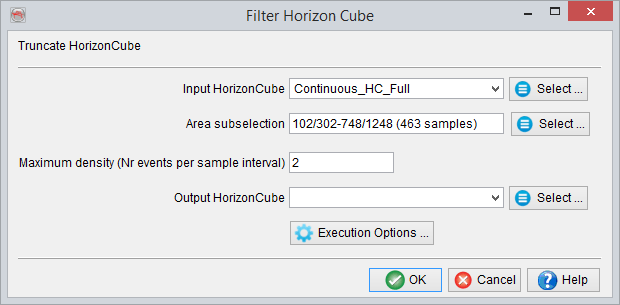 Filter Horizon Cube
Truncate HorizonCube
Input HorizonCube Continuous_HC_Full Select ...
Area subselection 102/302-748/1248 (463 samples) Select ...
Maximum density (Nr events per sample interval) 2
Output HorizonCube Select ...
Execution Options ...
OK Cancel Help